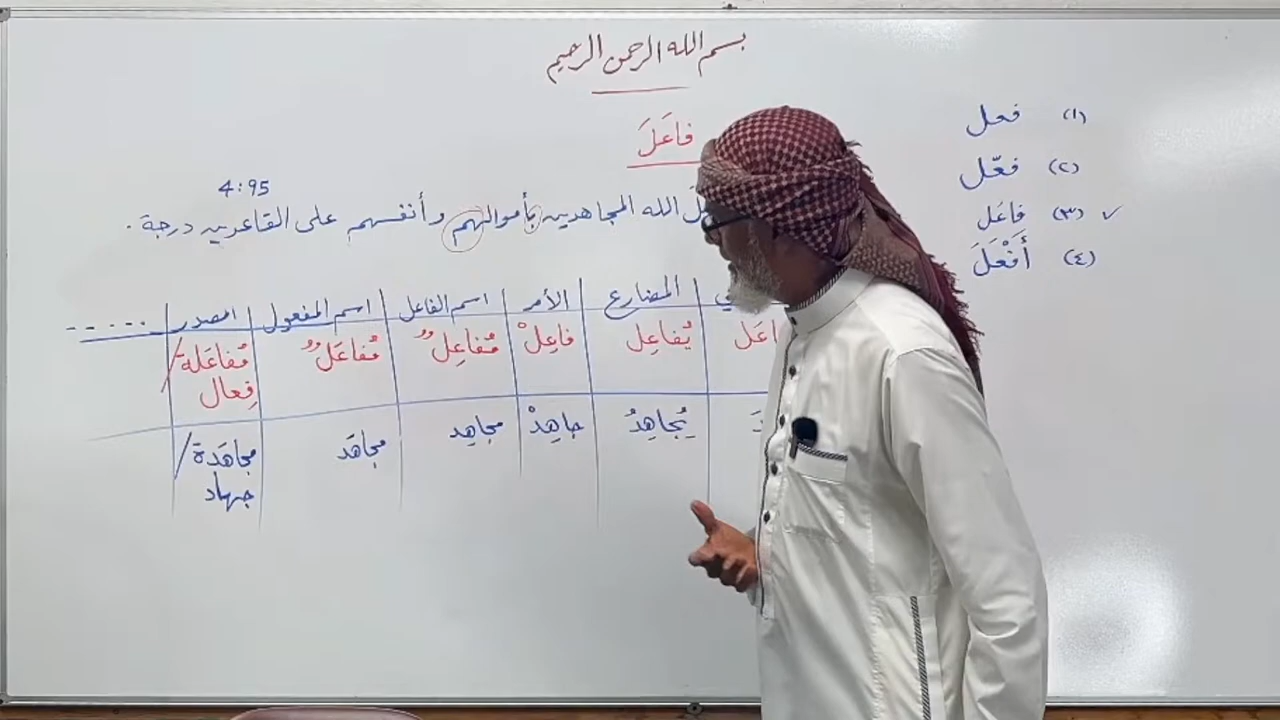 بسم الله الرحمن الرحيم
فاعَلَ
(١) فعل
(٢) فعّل
(٣) فاعَل ✓
(٤) أَفْعَلَ
4:95
لَ الله المجاهدين بأموالهم وأنفسهم على القاعدين درجة .
المضارع الأمر اسم الفاعل اسم المفعول المصدر -----
اعَل يُفاعِل فاعِلْ مُفاعِلٌ مُفاعَلٌ مُفاعَلة/
فِعال
دَ يُجاهِدُ جاهِدْ مجاهِد مجاهَد مجاهَدة/
جهاد